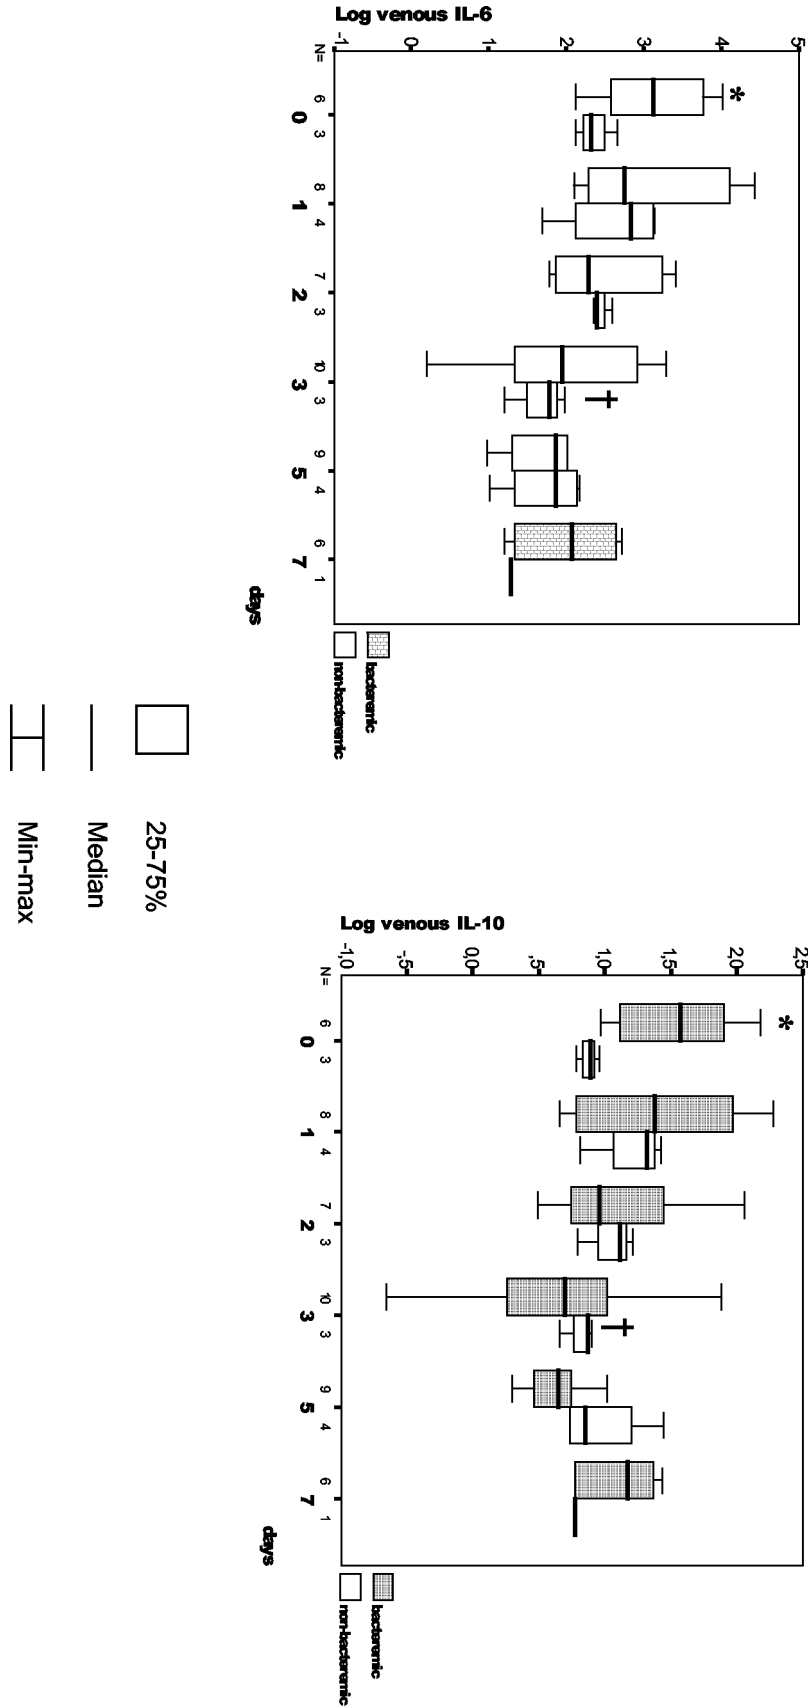 Log venous IL-6
5
4
3
2
1
0
-1
N= 6 3 8 4 7 3 10 3 9 4 6 1
0 1 2 3 5 7
days
*
†
bacteremic
non-bacteremic
Log venous IL-10
2,5
2,0
1,5
1,0
,5
0,0
-,5
-1,0
N= 6 3 8 4 7 3 10 3 9 4 6 1
0 1 2 3 5 7
days
*
†
bacteremic
non-bacteremic
25-75%
Median
Min-max